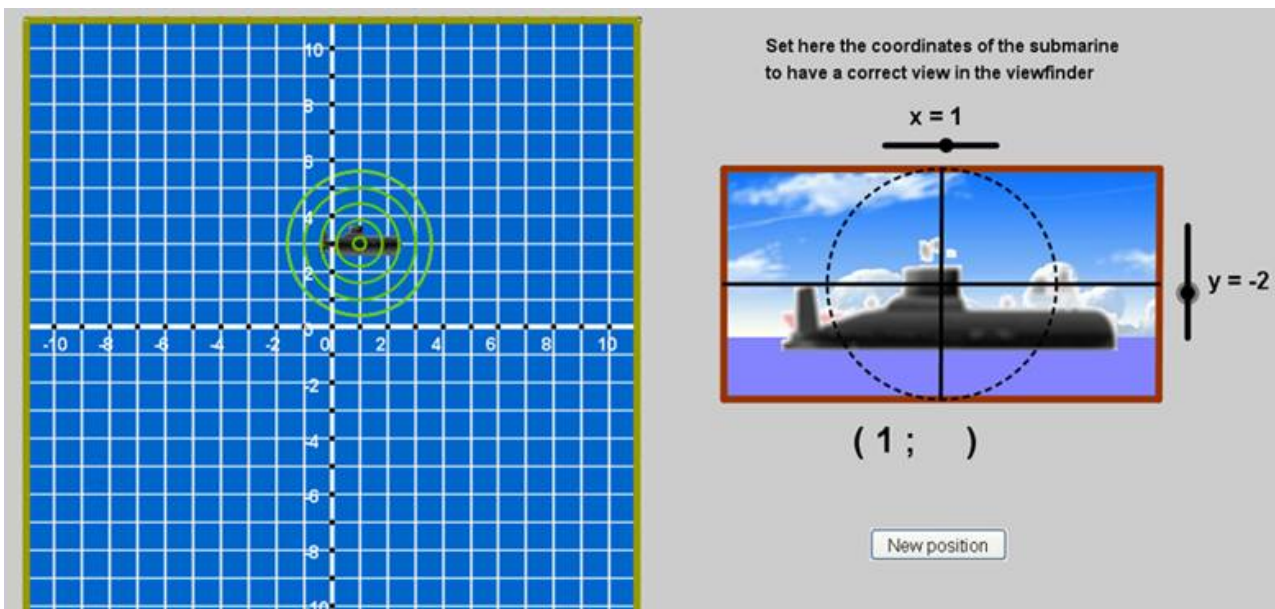 Set here the coordinates of the submarine
to have a correct view in the viewfinder
x = 1
y = -2
( 1 ;    )
New position
10
8
6
4
2
0
-10 -8 -6 -4 -2 0 2 4 6 8 10
-2
-4
-6
-8
-10